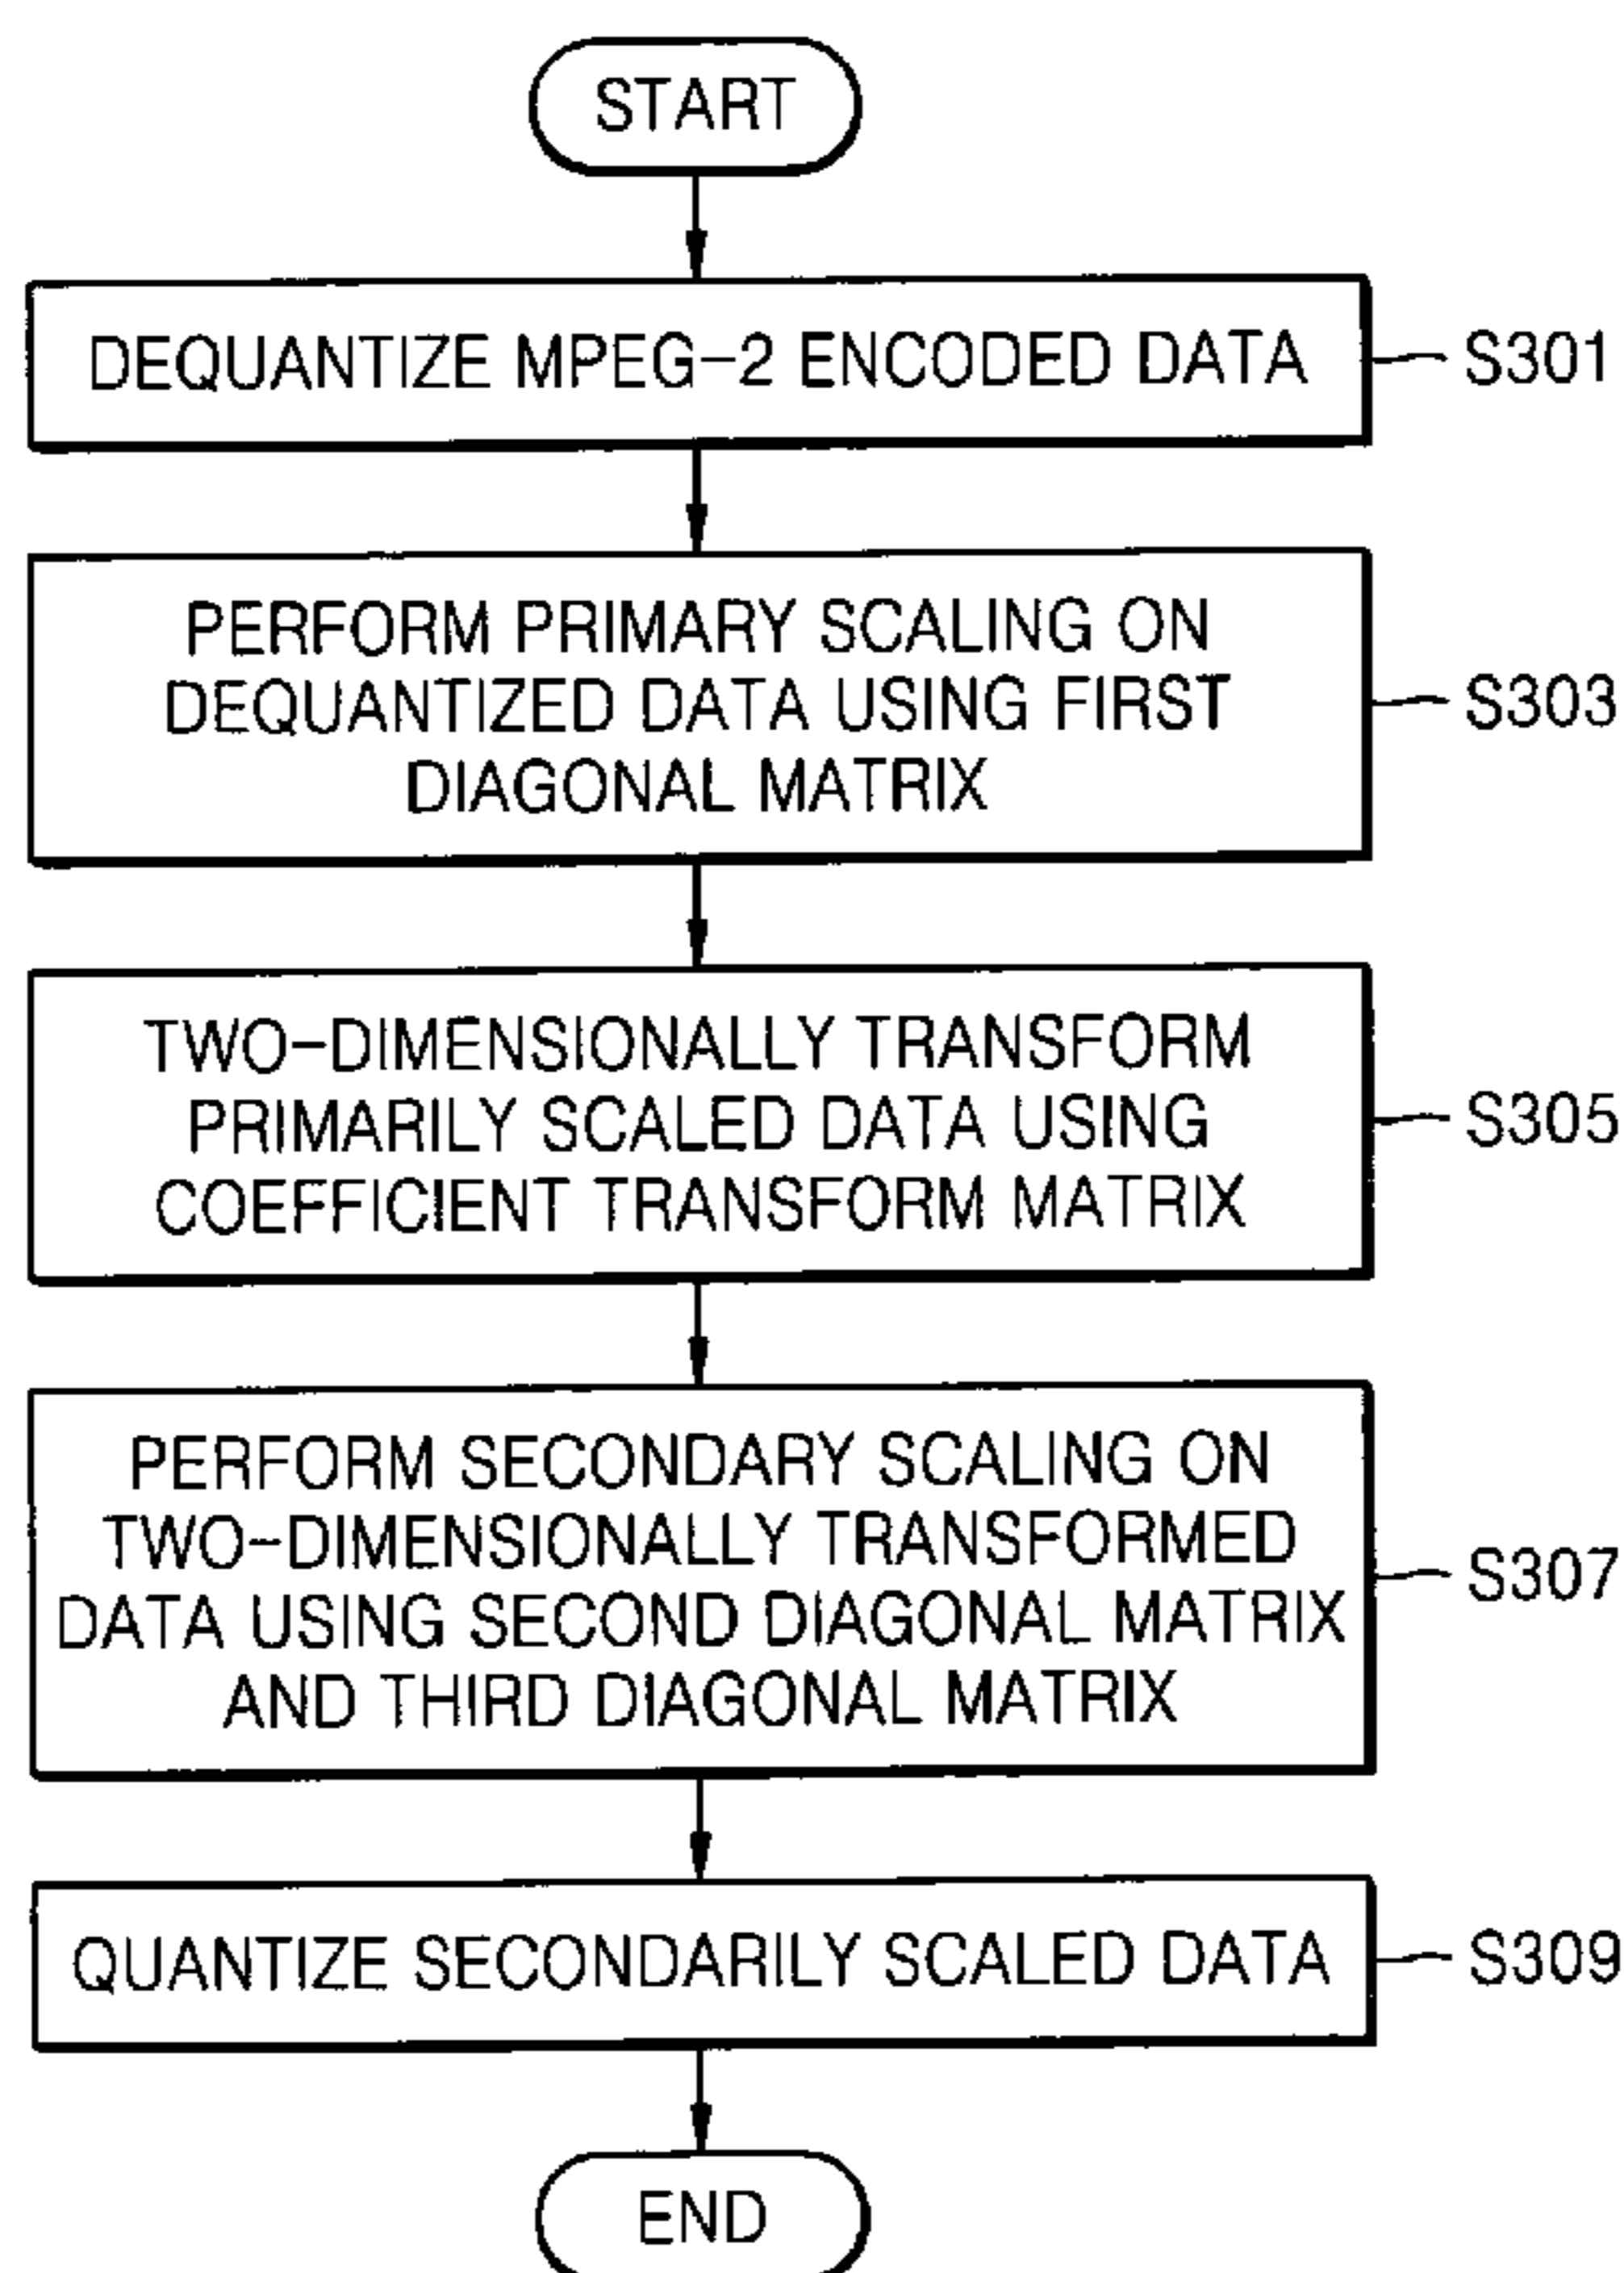 START
DEQUANTIZE MPEG-2 ENCODED DATA
S301
PERFORM PRIMARY SCALING ON
DEQUANTIZED DATA USING FIRST
DIAGONAL MATRIX
S303
TWO-DIMENSIONALLY TRANSFORM
PRIMARILY SCALED DATA USING
COEFFICIENT TRANSFORM MATRIX
S305
PERFORM SECONDARY SCALING ON
TWO-DIMENSIONALLY TRANSFORMED
DATA USING SECOND DIAGONAL MATRIX
AND THIRD DIAGONAL MATRIX
S307
QUANTIZE SECONDARILY SCALED DATA
S309
END